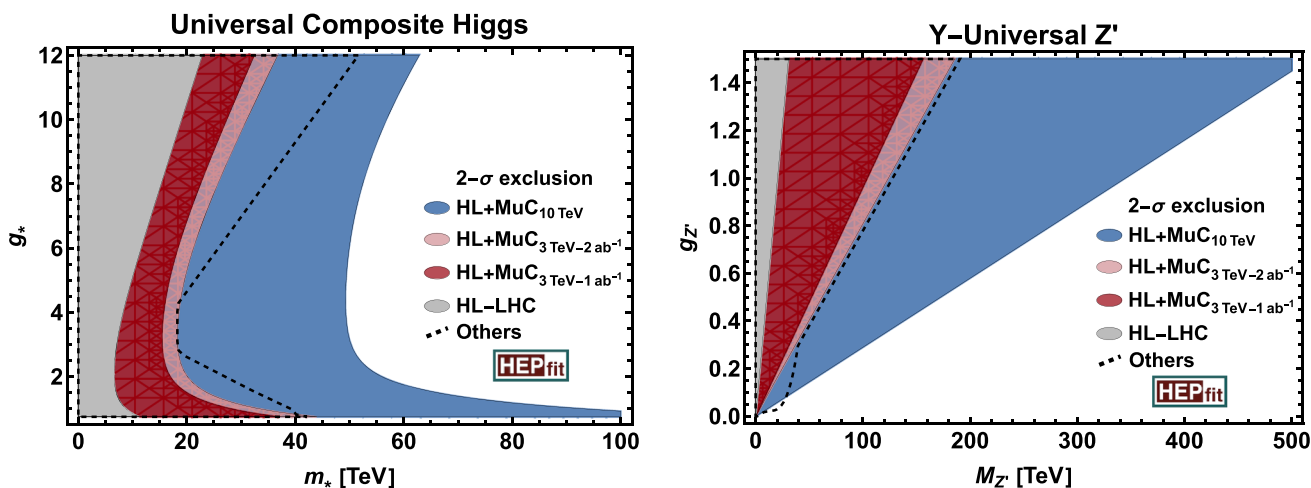 Universal Composite Higgs
12
10
8
6
4
2
g*
0
20
40
60
80
100
m* [TeV]
2−σ exclusion
HL+MuC10 TeV
HL+MuC3 TeV−2 ab⁻¹
HL+MuC3 TeV−1 ab⁻¹
HL−LHC
Others
HEPfit
Y−Universal Z'
1.4
1.2
1.0
0.8
0.6
0.4
0.2
0.0
gZ'
0
100
200
300
400
500
MZ' [TeV]
2−σ exclusion
HL+MuC10 TeV
HL+MuC3 TeV−2 ab⁻¹
HL+MuC3 TeV−1 ab⁻¹
HL−LHC
Others
HEPfit